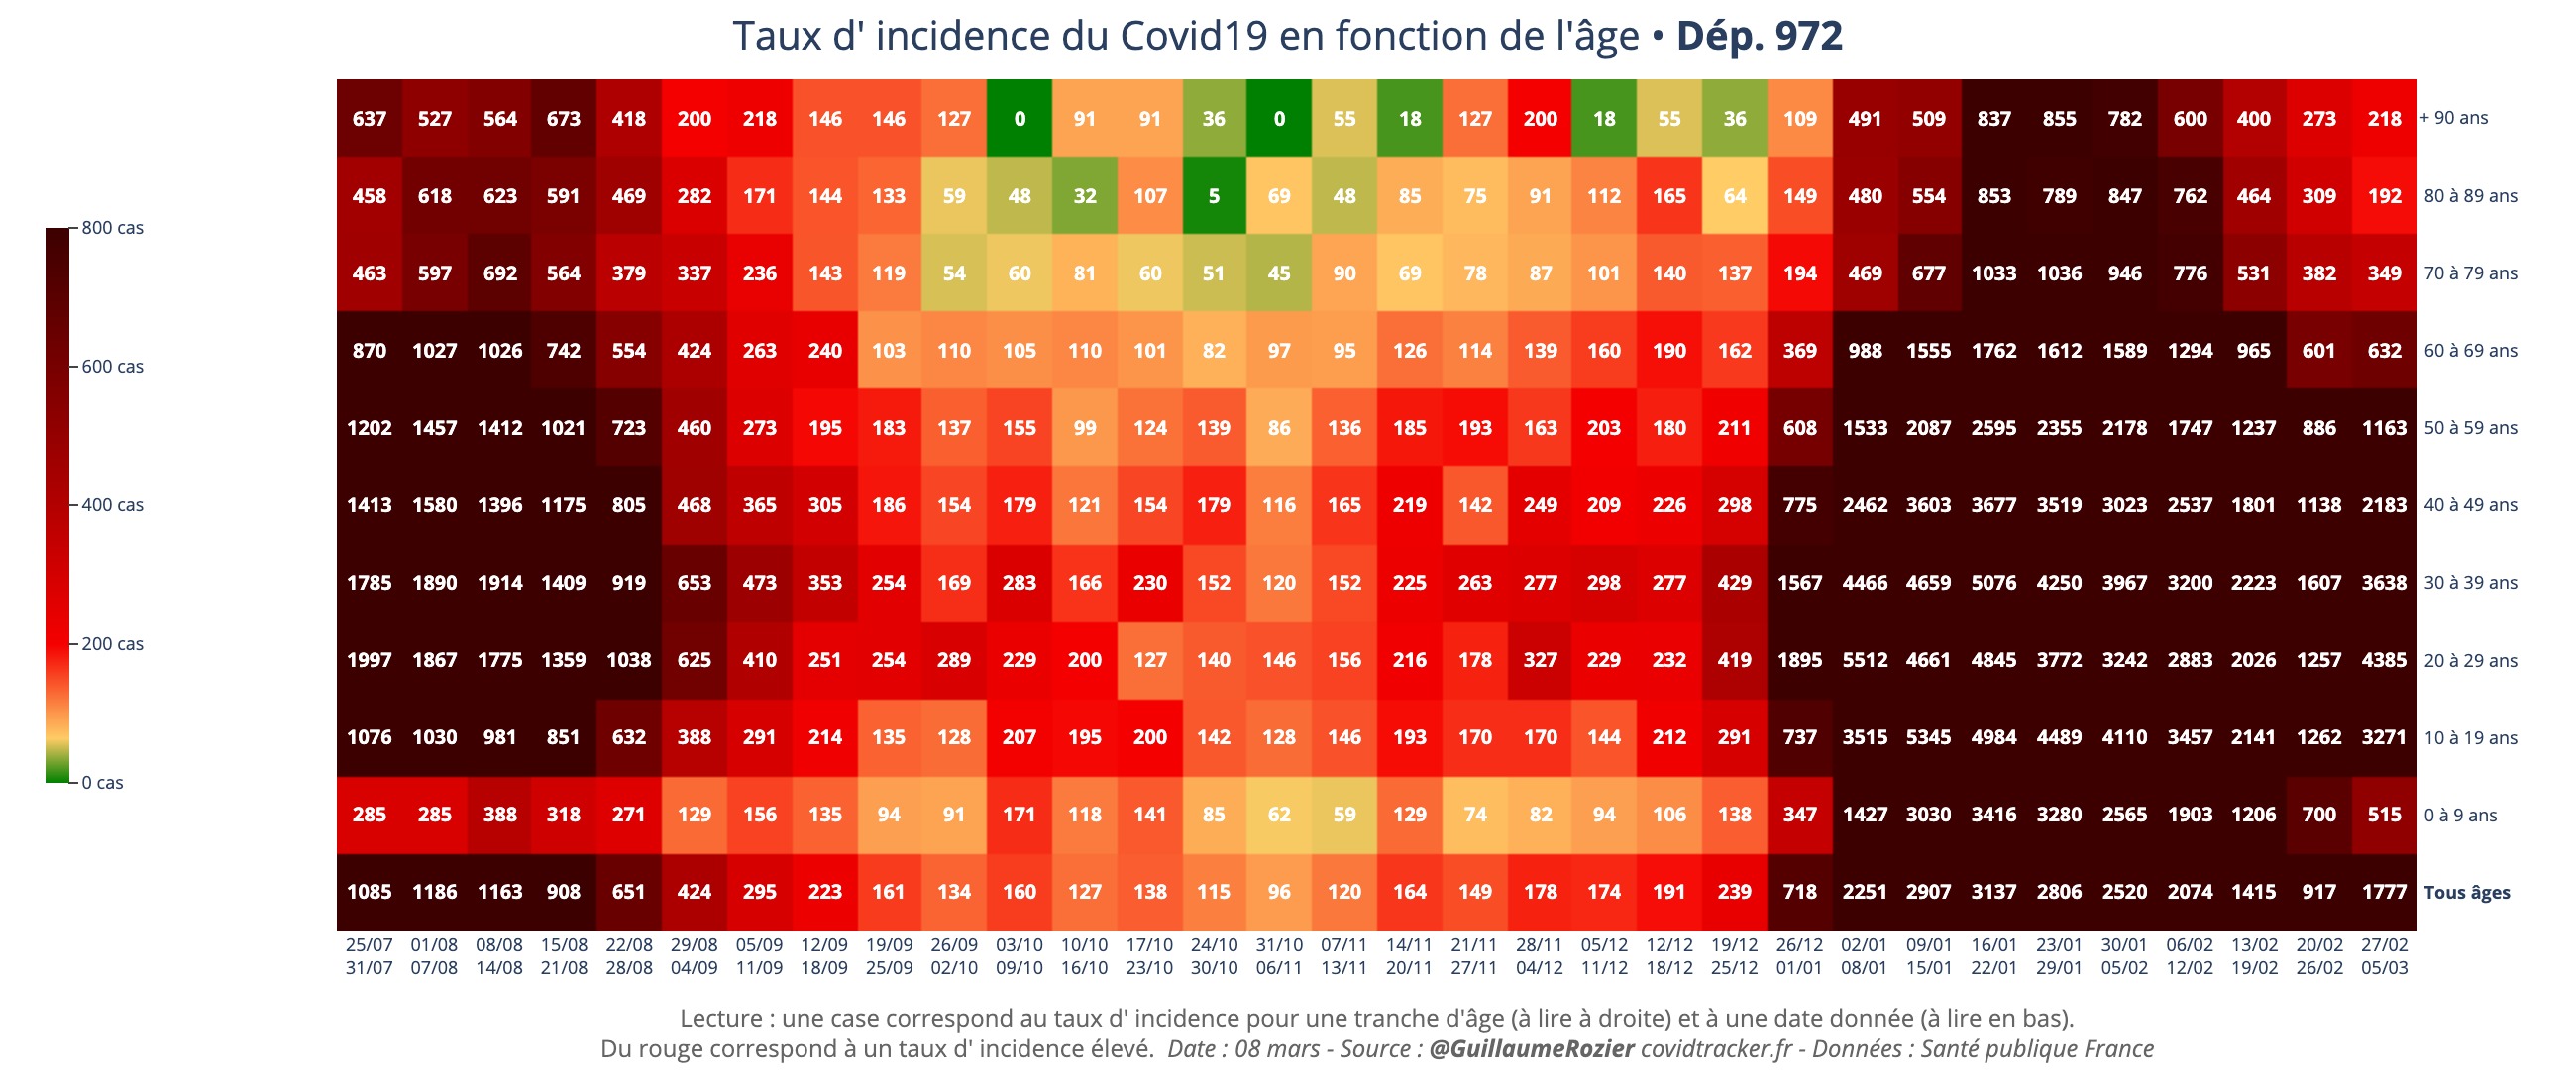 Taux d' incidence du Covid19 en fonction de l'âge • Dép. 972
800 cas
600 cas
400 cas
200 cas
0 cas
637 527 564 673 418 200 218 146 146 127 0 91 91 36 0 55 18 127 200 18 55 36 109 491 509 837 855 782 600 400 273 218 + 90 ans
458 618 623 591 469 282 171 144 133 59 48 32 107 5 69 48 85 75 91 112 165 64 149 480 554 853 789 847 762 464 309 192 80 à 89 ans
463 597 692 564 379 337 236 143 119 54 60 81 60 51 45 90 69 78 87 101 140 137 194 469 677 1033 1036 946 776 531 382 349 70 à 79 ans
870 1027 1026 742 554 424 263 240 103 110 105 110 101 82 97 95 126 114 139 160 190 162 369 988 1555 1762 1612 1589 1294 965 601 632 60 à 69 ans
1202 1457 1412 1021 723 460 273 195 183 137 155 99 124 139 86 136 185 193 163 203 180 211 608 1533 2087 2595 2355 2178 1747 1237 886 1163 50 à 59 ans
1413 1580 1396 1175 805 468 365 305 186 154 179 121 154 179 116 165 219 142 249 209 226 298 775 2462 3603 3677 3519 3023 2537 1801 1138 2183 40 à 49 ans
1785 1890 1914 1409 919 653 473 353 254 169 283 166 230 152 120 152 225 263 277 298 277 429 1567 4466 4659 5076 4250 3967 3200 2223 1607 3638 30 à 39 ans
1997 1867 1775 1359 1038 625 410 251 254 289 229 200 127 140 146 156 216 178 327 229 232 419 1895 5512 4661 4845 3772 3242 2883 2026 1257 4385 20 à 29 ans
1076 1030 981 851 632 388 291 214 135 128 207 195 200 142 128 146 193 170 170 144 212 291 737 3515 5345 4984 4489 4110 3457 2141 1262 3271 10 à 19 ans
285 285 388 318 271 129 156 135 94 91 171 118 141 85 62 59 129 74 82 94 106 138 347 1427 3030 3416 3280 2565 1903 1206 700 515 0 à 9 ans
1085 1186 1163 908 651 424 295 223 161 134 160 127 138 115 96 120 164 149 178 174 191 239 718 2251 2907 3137 2806 2520 2074 1415 917 1777 Tous âges
25/07 01/08 08/08 15/08 22/08 29/08 05/09 12/09 19/09 26/09 03/10 10/10 17/10 24/10 31/10 07/11 14/11 21/11 28/11 05/12 12/12 19/12 26/12 02/01 09/01 16/01 23/01 30/01 06/02 13/02 20/02 27/02
31/07 07/08 14/08 21/08 28/08 04/09 11/09 18/09 25/09 02/10 09/10 16/10 23/10 30/10 06/11 13/11 20/11 27/11 04/12 11/12 18/12 25/12 01/01 08/01 15/01 22/01 29/01 05/02 12/02 19/02 26/02 05/03
Lecture : une case correspond au taux d' incidence pour une tranche d'âge (à lire à droite) et à une date donnée (à lire en bas).
Du rouge correspond à un taux d' incidence élevé. Date : 08 mars - Source : @GuillaumeRozier covidtracker.fr - Données : Santé publique France